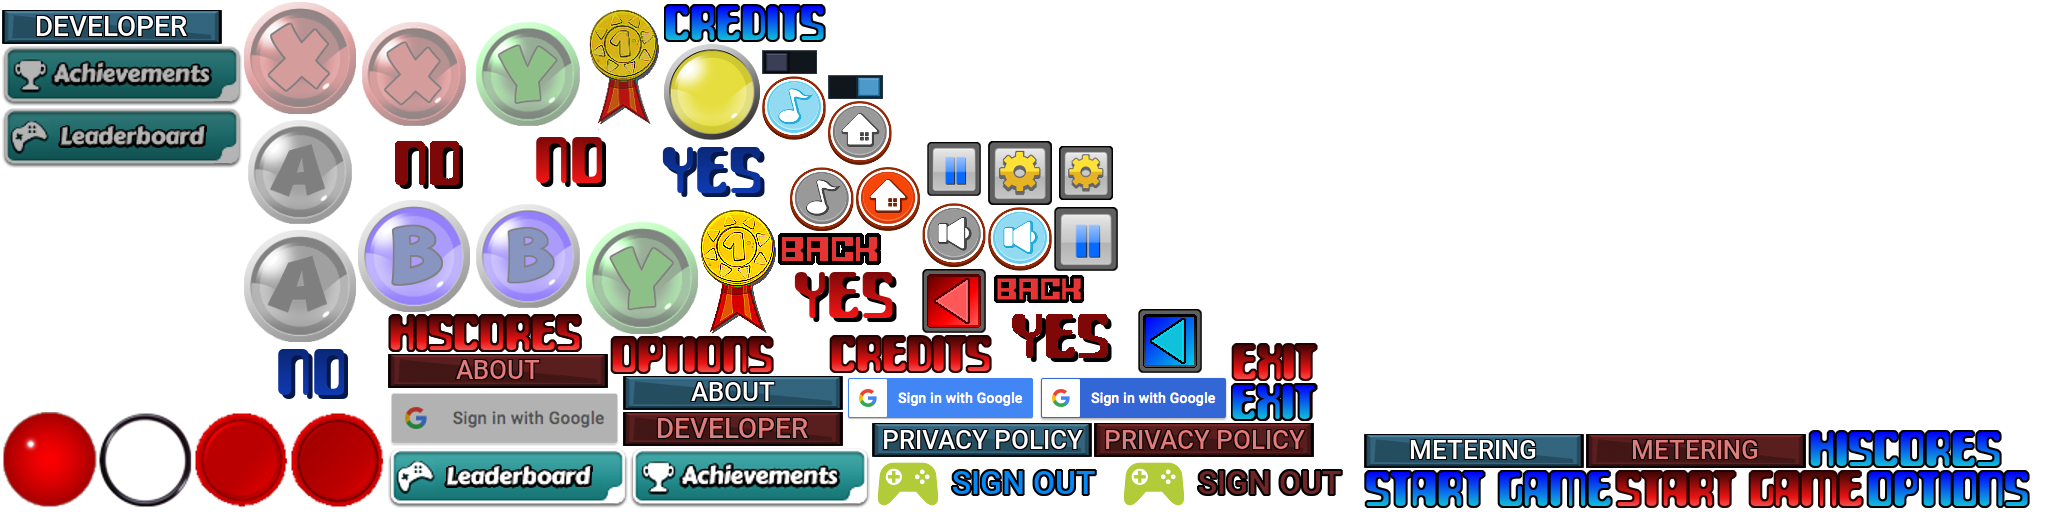 DEVELOPER
Achievements
Leaderboard
X
X
Y
1
CREDITS
A
NO
NO
YES
A
B
B
Y
1
BACK
YES
BACK
YES
HISCORES
ABOUT
OPTIONS
CREDITS
EXIT
NO
ABOUT
G Sign in with Google
G Sign in with Google
EXIT
G Sign in with Google
DEVELOPER
PRIVACY POLICY
PRIVACY POLICY
METERING
METERING
HISCORES
Leaderboard
Achievements
SIGN OUT
SIGN OUT
START GAME
START GAME
OPTIONS